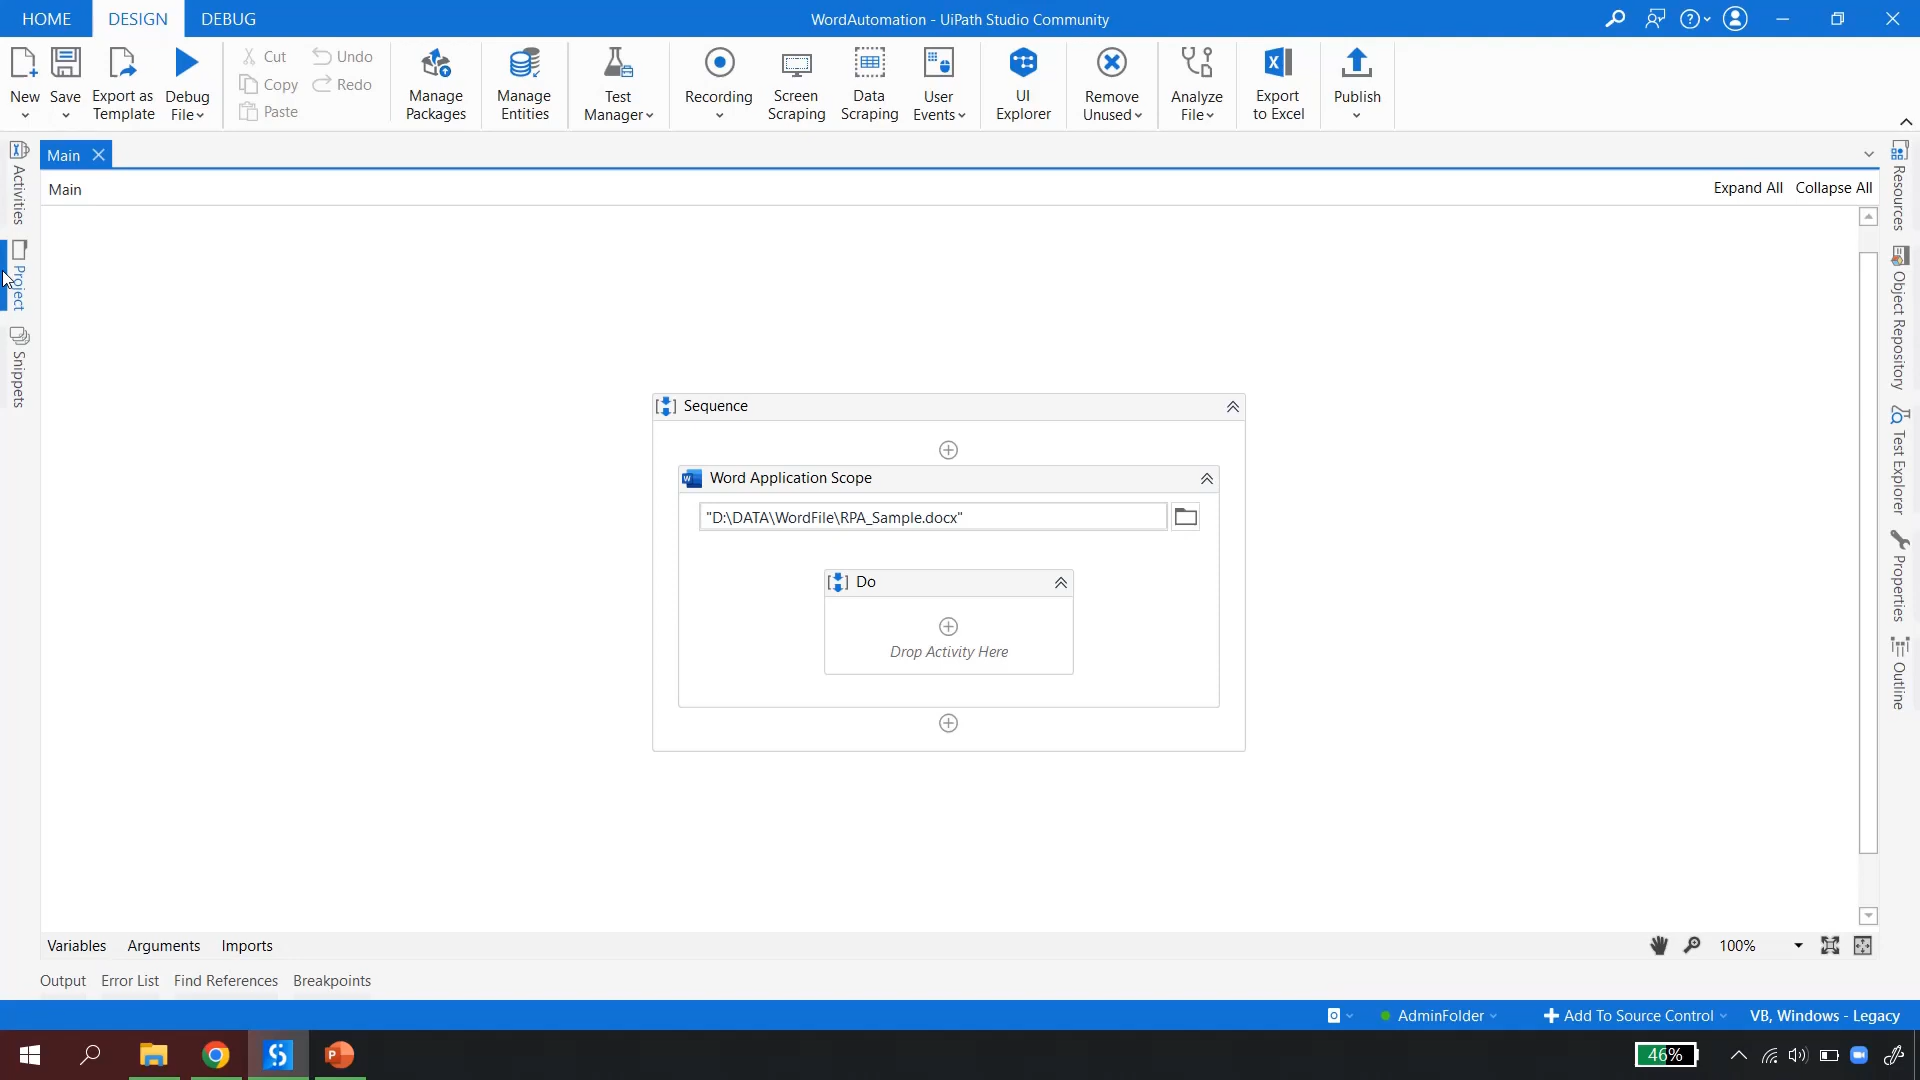 HOME
DESIGN
DEBUG
WordAutomation - UiPath Studio Community
New
Save
Export as
Template
Debug
File
Cut
Copy
Paste
Undo
Redo
Manage
Packages
Manage
Entities
Test
Manager
Recording
Screen
Scraping
Data
Scraping
User
Events
UI
Explorer
Remove
Unused
Analyze
File
Export
to Excel
Publish
Activities
Project
Snippets
Main
Main
Expand All
Collapse All
Sequence
Word Application Scope
"D:\DATA\WordFile\RPA_Sample.docx"
Do
Drop Activity Here
Resources
Object Repository
Test Explorer
Properties
Outline
Variables
Arguments
Imports
100%
Output
Error List
Find References
Breakpoints
AdminFolder
Add To Source Control
VB, Windows - Legacy
46%